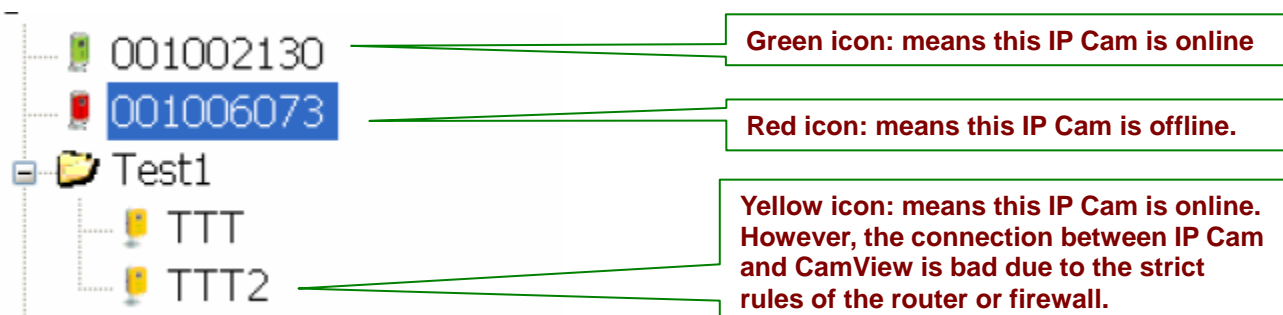 001002130
Green icon: means this IP Cam is online
001006073
Red icon: means this IP Cam is offline.
Test1
TTT
TTT2
Yellow icon: means this IP Cam is online.
However, the connection between IP Cam
and CamView is bad due to the strict
rules of the router or firewall.